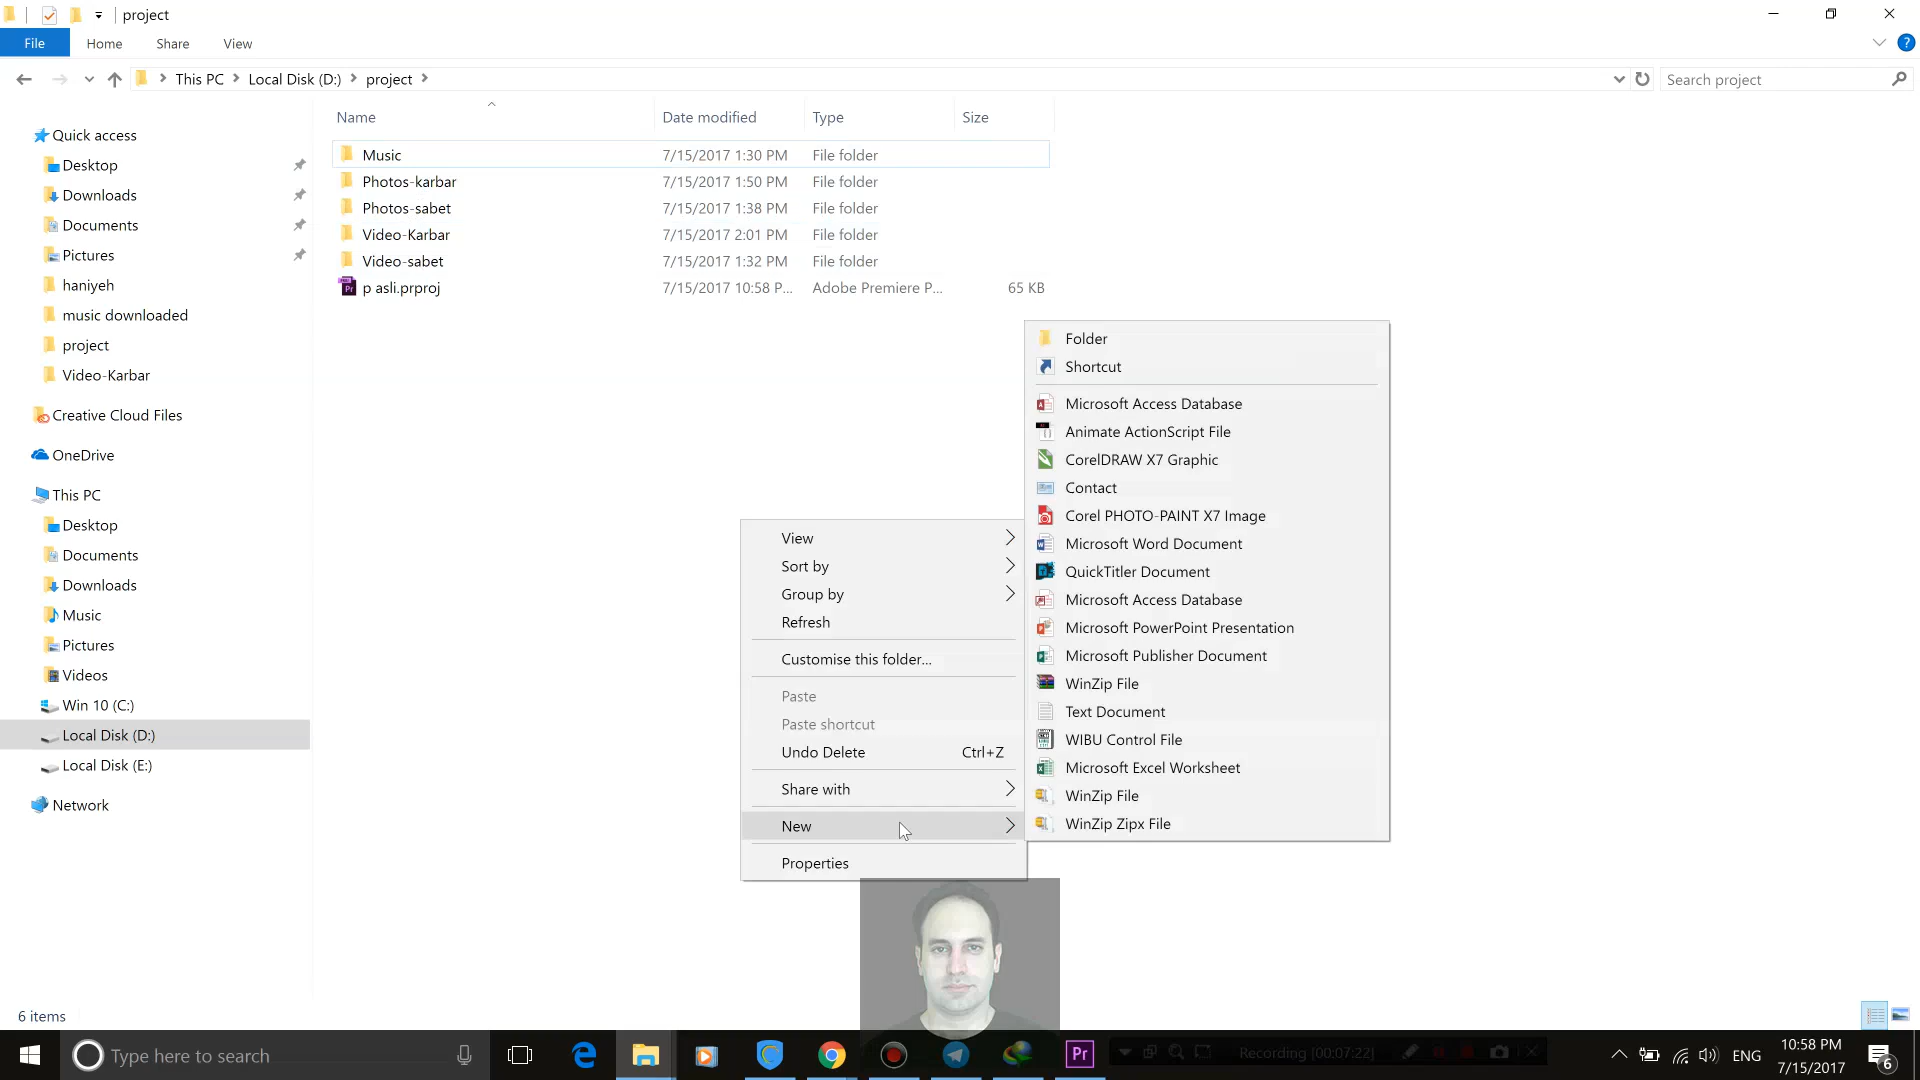 project
File
Home
Share
View
This PC
Local Disk (D:)
project
Search project
Name
Date modified
Type
Size
Quick access
Desktop
Downloads
Documents
Pictures
haniyeh
music downloaded
project
Video-Karbar
Creative Cloud Files
OneDrive
This PC
Desktop
Documents
Downloads
Music
Pictures
Videos
Win 10 (C:)
Local Disk (D:)
Local Disk (E:)
Network
Music 7/15/2017 1:30 PM File folder
Photos-karbar 7/15/2017 1:50 PM File folder
Photos-sabet 7/15/2017 1:38 PM File folder
Video-Karbar 7/15/2017 2:01 PM File folder
Video-sabet 7/15/2017 1:32 PM File folder
p asli.prproj 7/15/2017 10:58 P... Adobe Premiere P... 65 KB
View
Sort by
Group by
Refresh
Customise this folder...
Paste
Paste shortcut
Undo Delete Ctrl+Z
Share with
New
Properties
Folder
Shortcut
Microsoft Access Database
Animate ActionScript File
CorelDRAW X7 Graphic
Contact
Corel PHOTO-PAINT X7 Image
Microsoft Word Document
QuickTitler Document
Microsoft Access Database
Microsoft PowerPoint Presentation
Microsoft Publisher Document
WinZip File
Text Document
WIBU Control File
Microsoft Excel Worksheet
WinZip File
WinZip Zipx File
6 items
Type here to search
Pr
Recording [00:07:22]
ENG
10:58 PM
7/15/2017
6